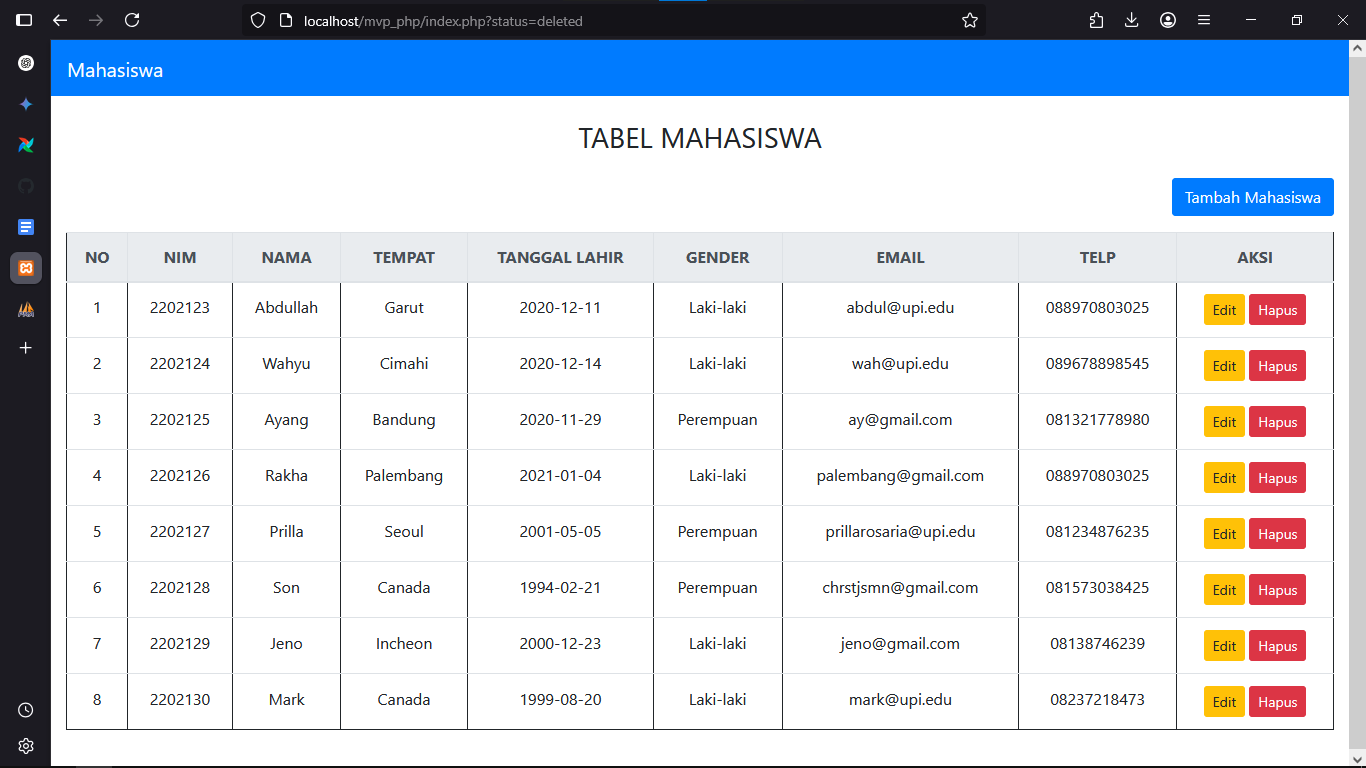 localhost/mvp_php/index.php?status=deleted
Mahasiswa
TABEL MAHASISWA
Tambah Mahasiswa
NO NIM NAMA TEMPAT TANGGAL LAHIR GENDER EMAIL TELP AKSI
1 2202123 Abdullah Garut 2020-12-11 Laki-laki abdul@upi.edu 088970803025 Edit Hapus
2 2202124 Wahyu Cimahi 2020-12-14 Laki-laki wah@upi.edu 089678898545 Edit Hapus
3 2202125 Ayang Bandung 2020-11-29 Perempuan ay@gmail.com 081321778980 Edit Hapus
4 2202126 Rakha Palembang 2021-01-04 Laki-laki palembang@gmail.com 088970803025 Edit Hapus
5 2202127 Prilla Seoul 2001-05-05 Perempuan prillarosaria@upi.edu 081234876235 Edit Hapus
6 2202128 Son Canada 1994-02-21 Perempuan chrstjsmn@gmail.com 081573038425 Edit Hapus
7 2202129 Jeno Incheon 2000-12-23 Laki-laki jeno@gmail.com 08138746239 Edit Hapus
8 2202130 Mark Canada 1999-08-20 Laki-laki mark@upi.edu 08237218473 Edit Hapus